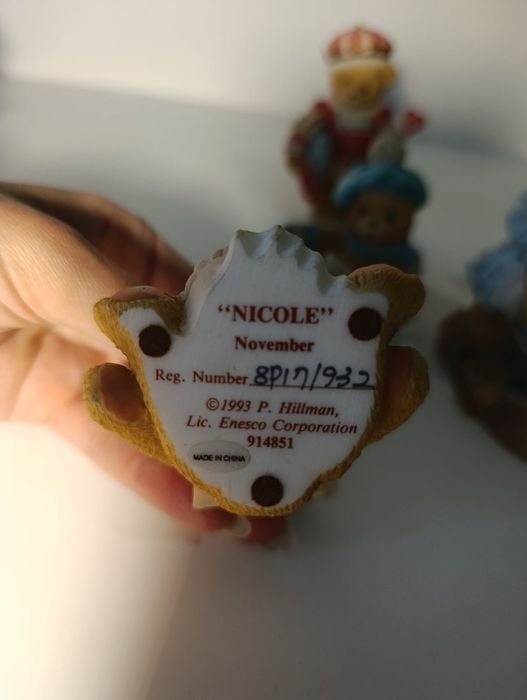 “NICOLE”
November
Reg. Number 8P17/932
©1993 P. Hillman,
Lic. Enesco Corporation
914851
MADE IN CHINA